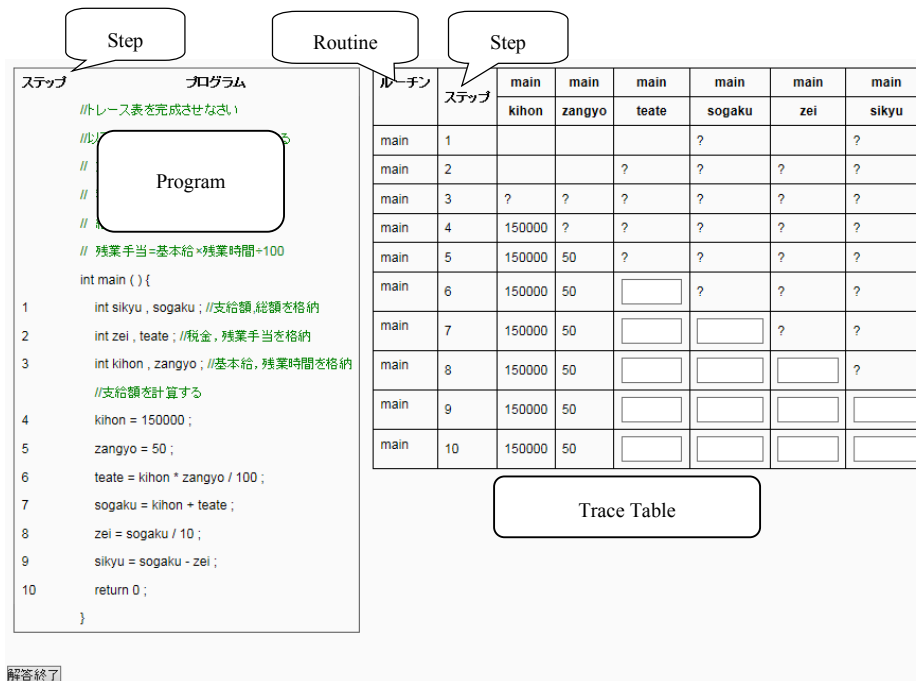 Step
Routine
Step
ステップ プログラム
//トレース表を完成させなさい
//
る
//
//
//
Program
// 残業手当=基本給×残業時間÷100
int main ( ) {
1 int sikyu , sogaku ; //支給額,総額を格納
2 int zei , teate ; //税金, 残業手当を格納
3 int kihon , zangyo ; //基本給, 残業時間を格納
//支給額を計算する
4 kihon = 150000 ;
5 zangyo = 50 ;
6 teate = kihon * zangyo / 100 ;
7 sogaku = kihon + teate ;
8 zei = sogaku / 10 ;
9 sikyu = sogaku - zei ;
10 return 0 ;
}
ルーチン ステップ main main main main main main
kihon zangyo teate sogaku zei sikyu
main 1 ? ?
main 2 ? ? ? ?
main 3 ? ? ? ? ? ?
main 4 150000 ? ? ? ? ?
main 5 150000 50 ? ? ? ?
main 6 150000 50 ? ? ?
main 7 150000 50 ? ?
main 8 150000 50 ?
main 9 150000 50
main 10 150000 50
Trace Table
解答終了